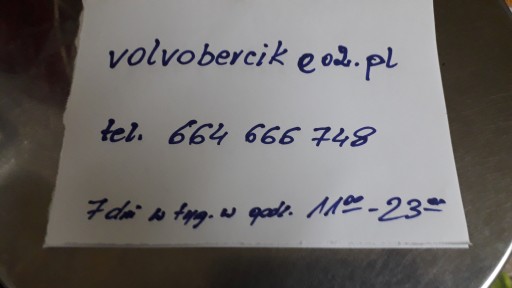 volvobercik@o2.pl
tel. 664 666 748
7 dni w tyg. w godz. 11⁰⁰ - 23⁰⁰